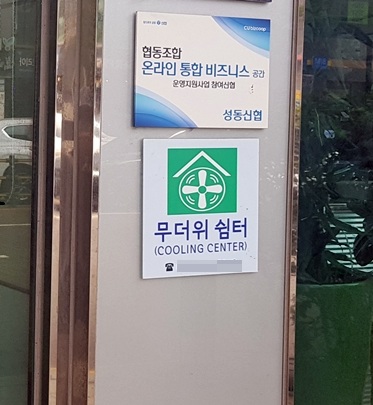 협동조합
온라인 통합 비즈니스 공간
운영지원사업 참여신협
성동신협
무더위 쉼터
(COOLING CENTER)